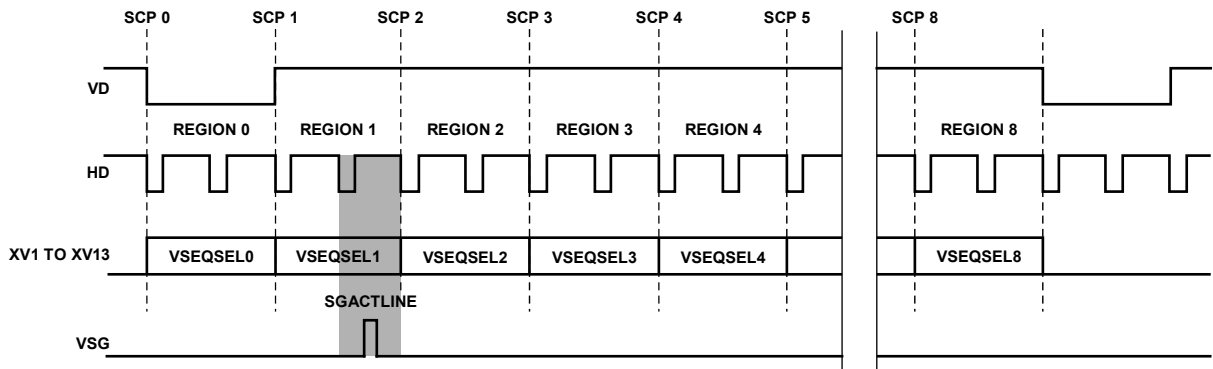 SCP 0 SCP 1 SCP 2 SCP 3 SCP 4 SCP 5 SCP 8
VD
REGION 0 REGION 1 REGION 2 REGION 3 REGION 4 REGION 8
HD
XV1 TO XV13 VSEQSEL0 VSEQSEL1 VSEQSEL2 VSEQSEL3 VSEQSEL4 VSEQSEL8
SGACTLINE
VSG